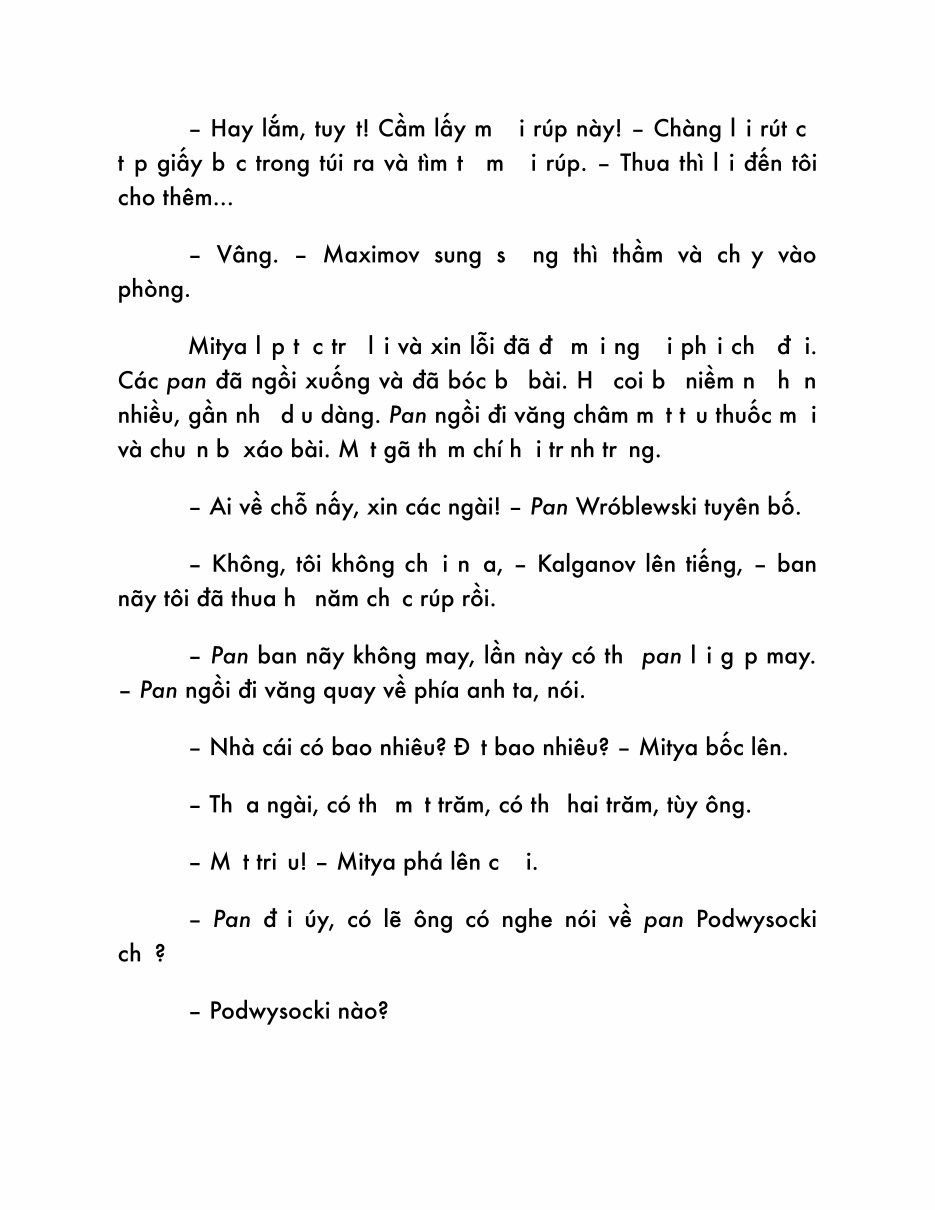 – Hay lắm, tuy t! Cầm lấy m i rúp này! – Chàng l i rút c
t p giấy b c trong túi ra và tìm t m i rúp. – Thua thì l i đến tôi
cho thêm...
– Vâng. – Maximov sung s ng thì thầm và ch y vào
phòng.
Mitya l p t c tr l i và xin lỗi đã đ m i ng i ph i ch đ i.
Các pan đã ngồi xuống và đã bóc b bài. H coi b niềm n h n
nhiều, gần nh d u dàng. Pan ngồi đi văng châm m t t u thuốc m i
và chu n b xáo bài. M t gã th m chí h i tr nh tr ng.
– Ai về chỗ nấy, xin các ngài! – Pan Wróblewski tuyên bố.
– Không, tôi không ch i n a, – Kalganov lên tiếng, – ban
nãy tôi đã thua h năm ch c rúp rồi.
– Pan ban nãy không may, lần này có th pan l i g p may.
– Pan ngồi đi văng quay về phía anh ta, nói.
– Nhà cái có bao nhiêu? Đ t bao nhiêu? – Mitya bốc lên.
– Th a ngài, có th m t trăm, có th hai trăm, tùy ông.
– M t tri u! – Mitya phá lên c i.
– Pan đ i úy, có lẽ ông có nghe nói về pan Podwysocki
ch ?
– Podwysocki nào?